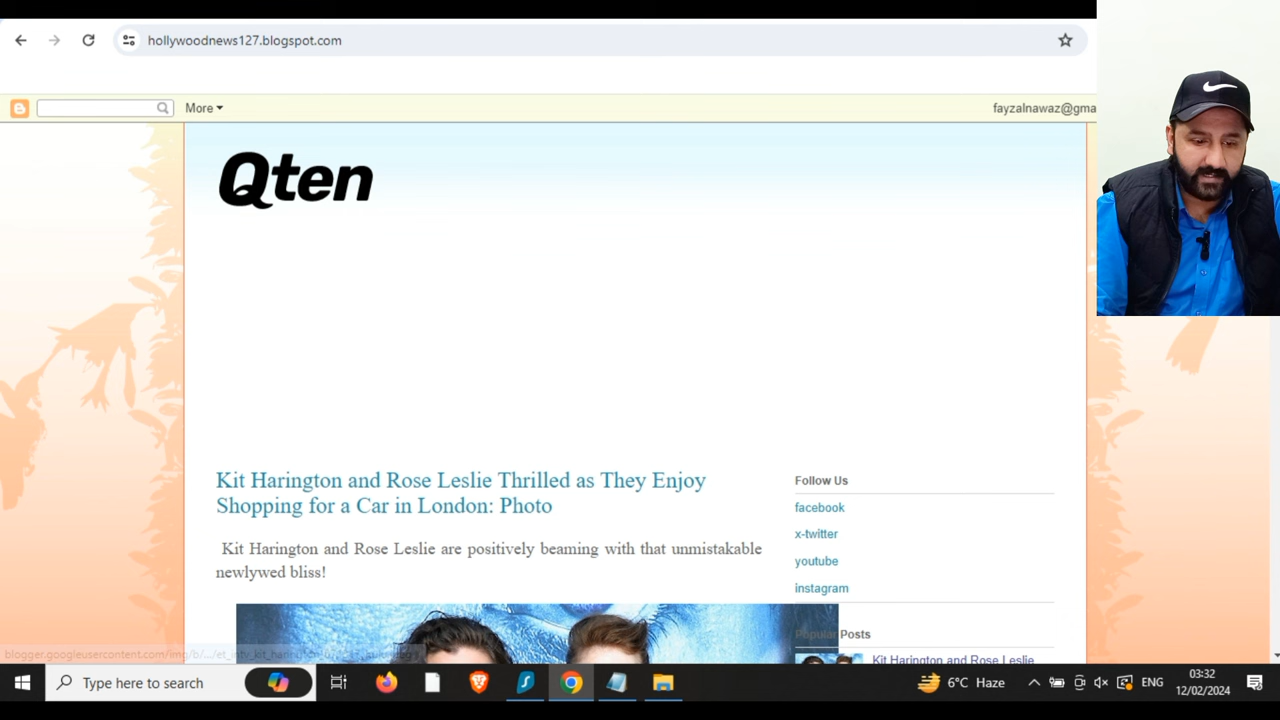 hollywoodnews127.blogspot.com
More
fayzalnawaz@gma
Qten
Kit Harington and Rose Leslie Thrilled as They Enjoy
Shopping for a Car in London: Photo
Kit Harington and Rose Leslie are positively beaming with that unmistakable
newlywed bliss!
Follow Us
facebook
x-twitter
youtube
instagram
Popular Posts
Kit Harington and Rose Leslie
Type here to search
6°C Haze
ENG
03:32
12/02/2024